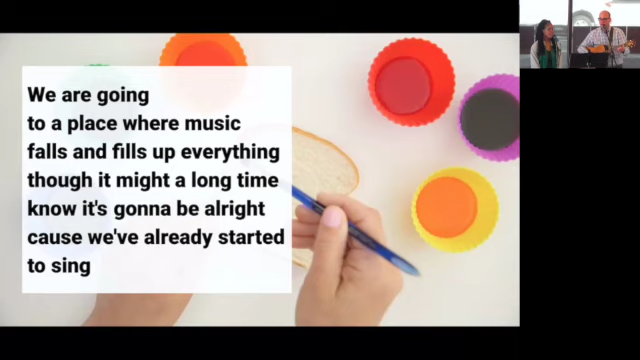 We are going
to a place where music
falls and fills up everything
though it might a long time
know it's gonna be alright
cause we've already started
to sing